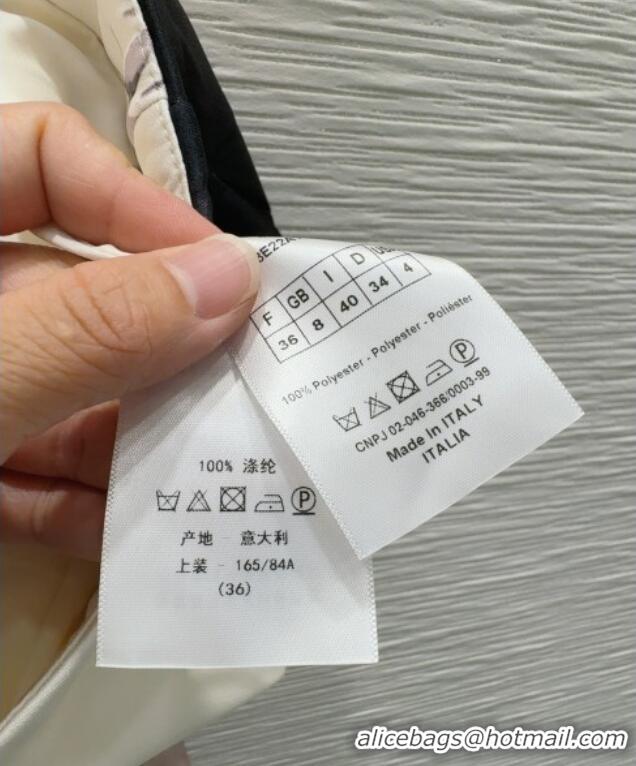 F GB I D
36 8 40 34 4
100% Polyester - Polyester - Poliéster
CNPJ 02-046-366/0003-99
Made in ITALY
ITALIA
100% 涤纶
P
产地 - 意大利
上装 - 165/84A
(36)
alicebags@hotmail.com